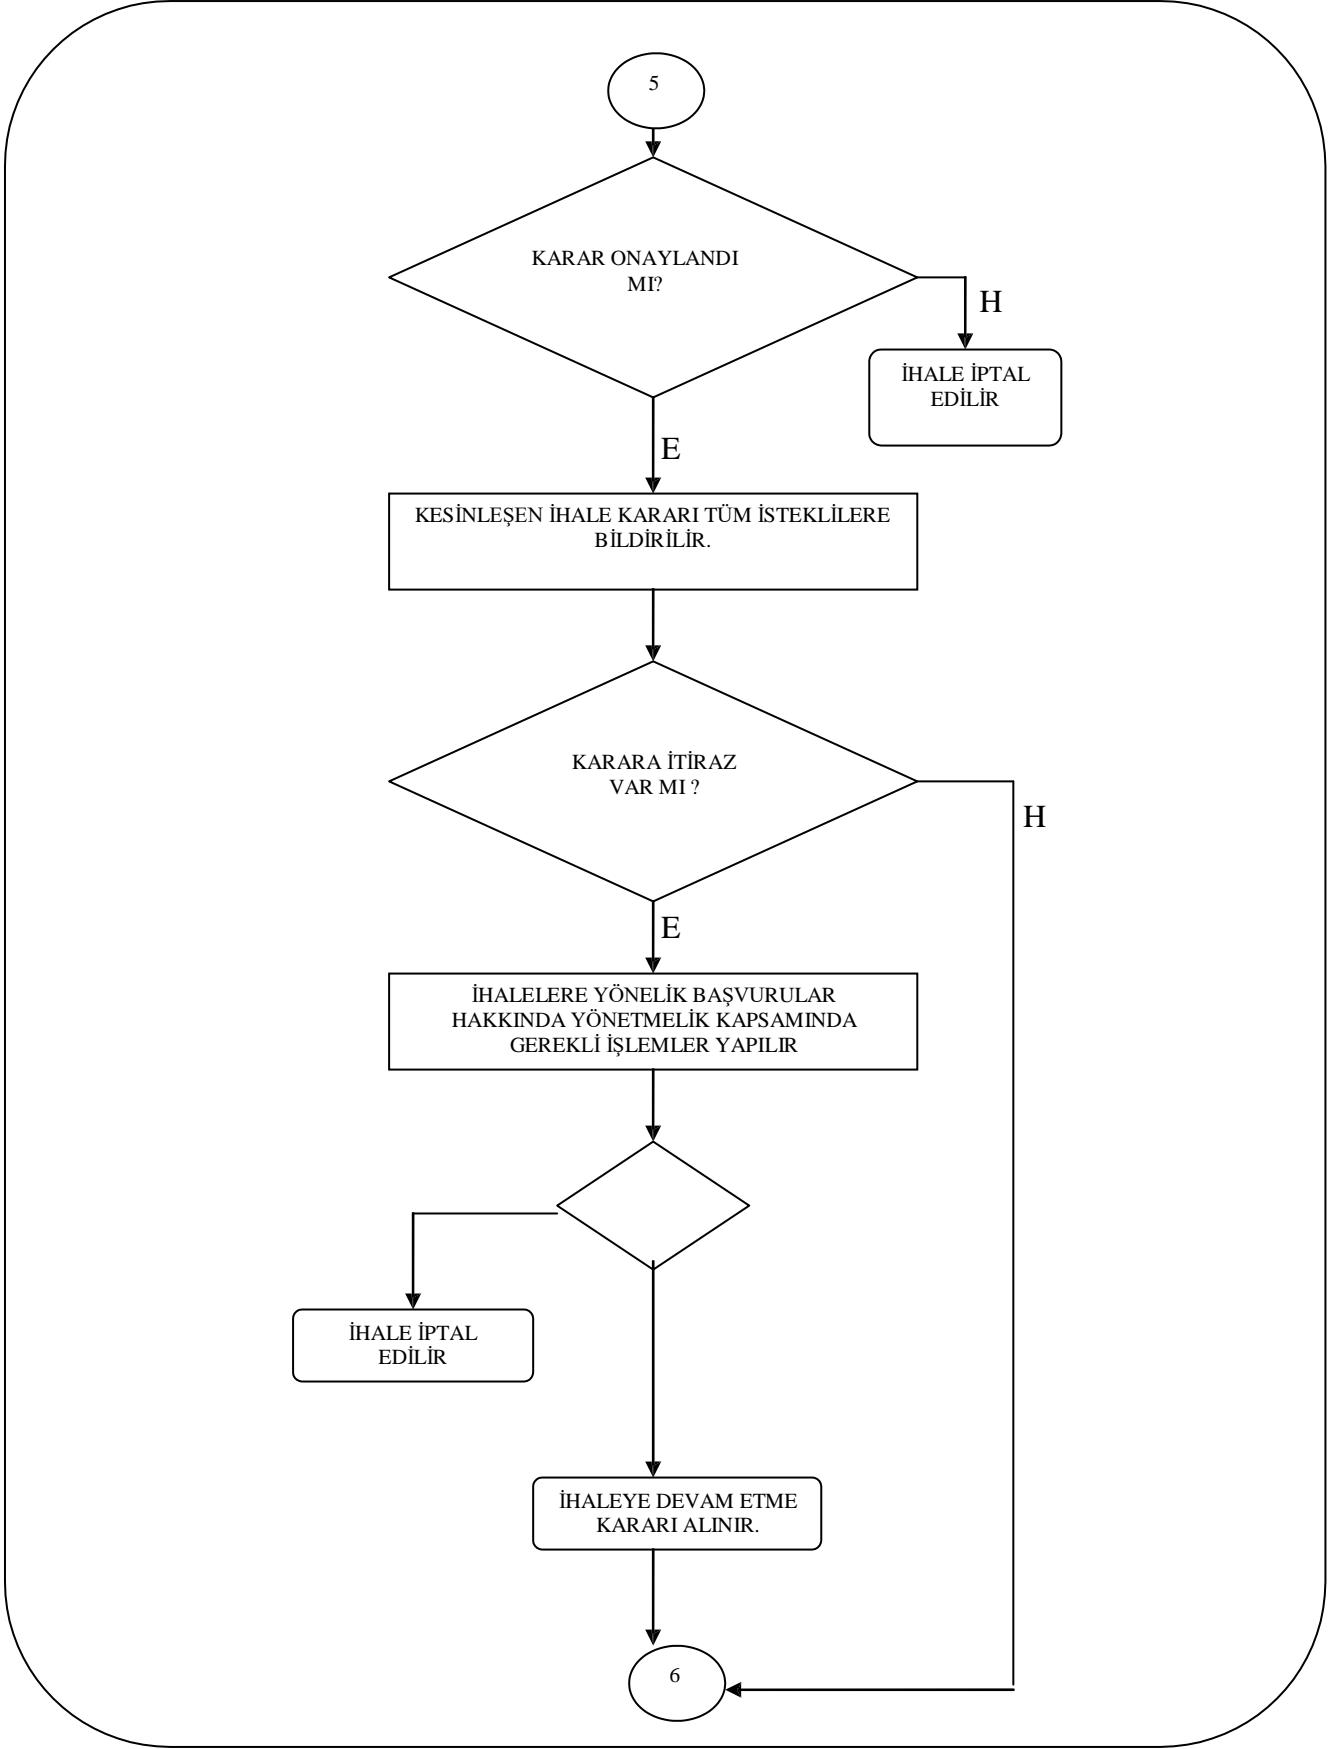 5
KARAR ONAYLANDI
MI?
H
İHALE İPTAL
EDİLİR
E
KESİNLEŞEN İHALE KARARI TÜM İSTEKLİLERE
BİLDİRİLİR.
KARARA İTİRAZ
VAR MI ?
H
E
İHALELERE YÖNELİK BAŞVURULAR
HAKKINDA YÖNETMELİK KAPSAMINDA
GEREKLİ İŞLEMLER YAPILIR
İHALE İPTAL
EDİLİR
İHALEYE DEVAM ETME
KARARI ALINIR.
6